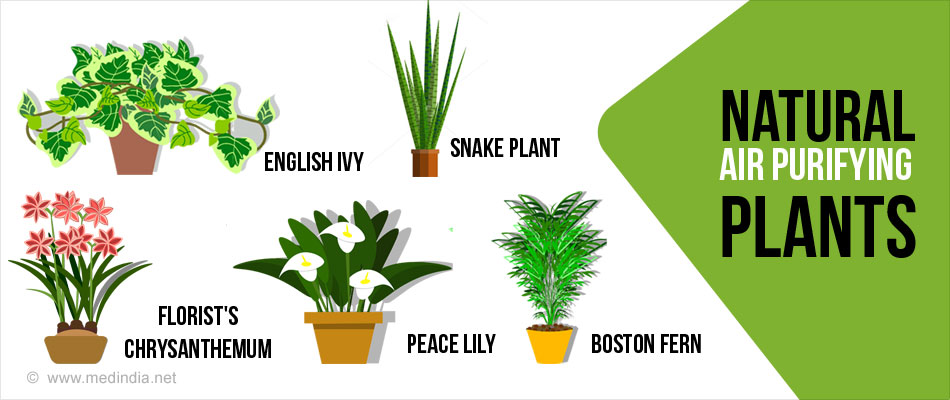 ENGLISH IVY
SNAKE PLANT
FLORIST'S
CHRYSANTHEMUM
PEACE LILY
BOSTON FERN
NATURAL
AIR PURIFYING
PLANTS
© www.medindia.net